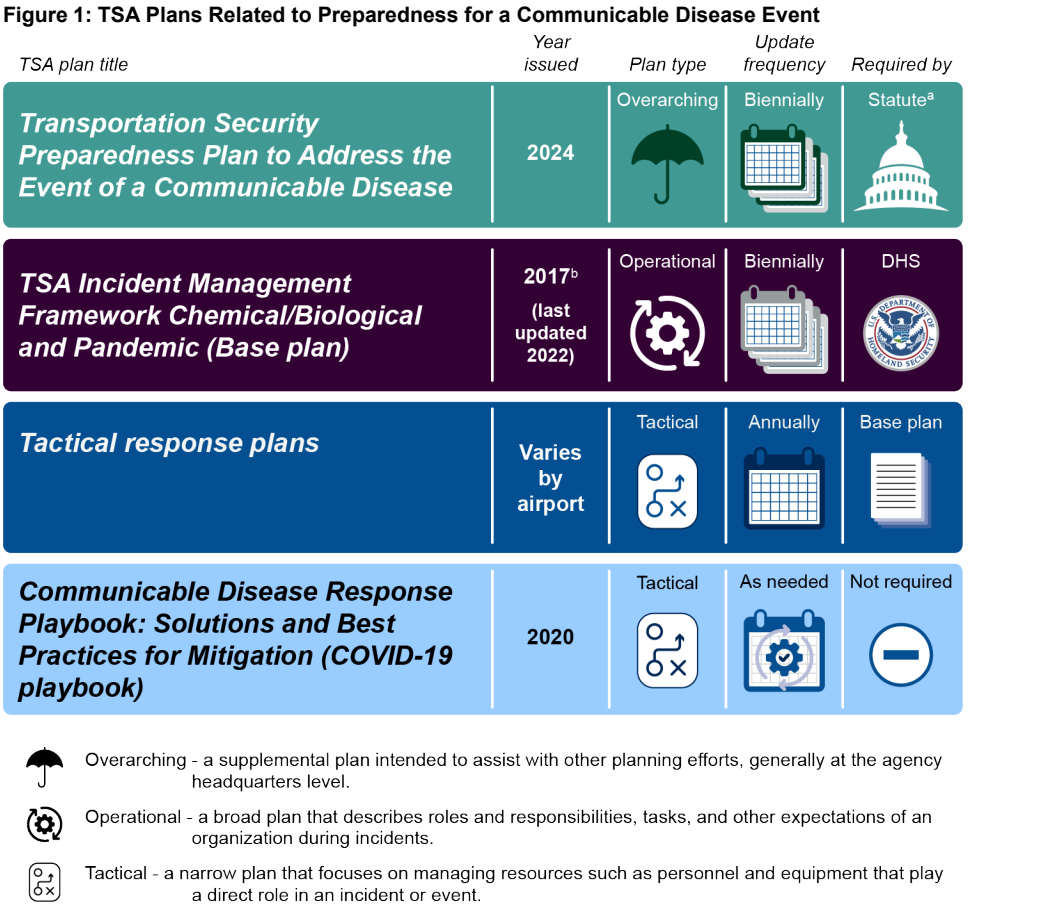 Figure 1: TSA Plans Related to Preparedness for a Communicable Disease Event
TSA plan title
Year
issued
Plan type
Update
frequency
Required by
Transportation Security
Preparedness Plan to Address the
Event of a Communicable Disease
2024
Overarching
Biennially
Statuteᵃ
TSA Incident Management
Framework Chemical/Biological
and Pandemic (Base plan)
2017ᵇ
(last
updated
2022)
Operational
Biennially
DHS
U.S. DEPARTMENT OF
HOMELAND SECURITY
Tactical response plans
Varies
by
airport
Tactical
Annually
Base plan
Communicable Disease Response
Playbook: Solutions and Best
Practices for Mitigation (COVID-19
playbook)
2020
Tactical
As needed
Not required
Overarching - a supplemental plan intended to assist with other planning efforts, generally at the agency
headquarters level.
Operational - a broad plan that describes roles and responsibilities, tasks, and other expectations of an
organization during incidents.
Tactical - a narrow plan that focuses on managing resources such as personnel and equipment that play
a direct role in an incident or event.